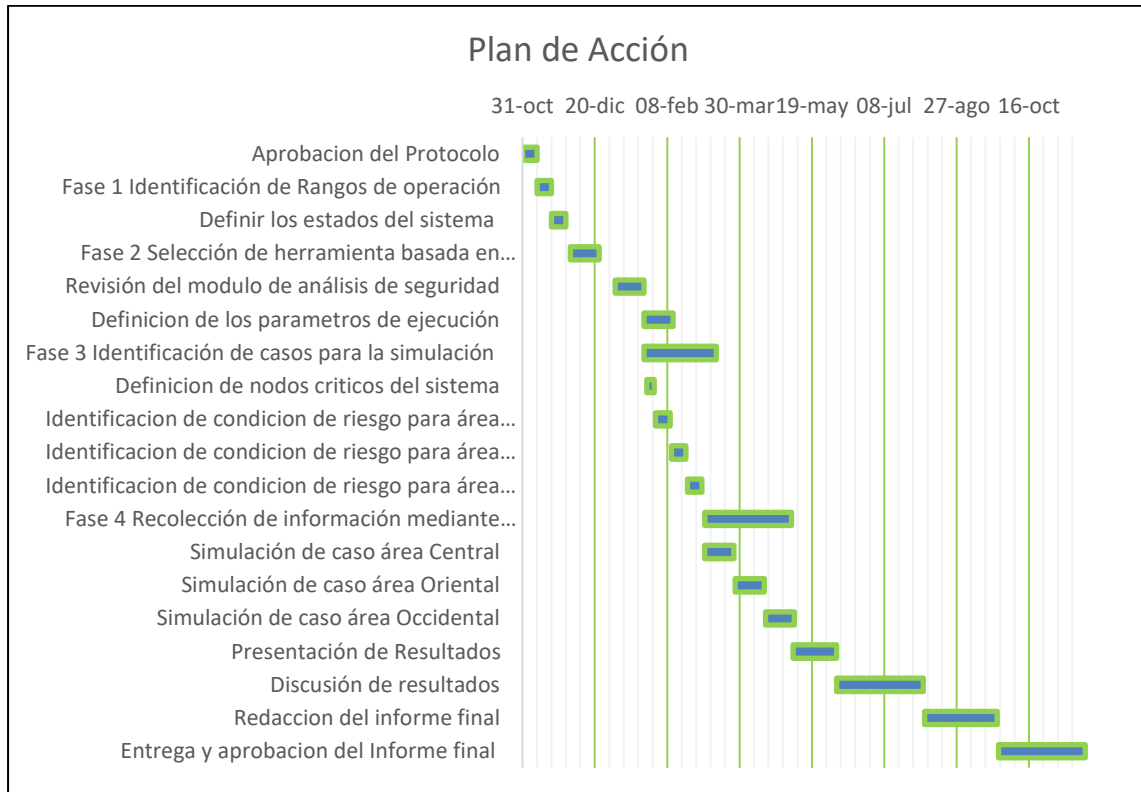 Plan de Acción
31-oct 20-dic 08-feb 30-mar 19-may 08-jul 27-ago 16-oct
Aprobacion del Protocolo
Fase 1 Identificación de Rangos de operación
Definir los estados del sistema
Fase 2 Selección de herramienta basada en…
Revisión del modulo de análisis de seguridad
Definicion de los parametros de ejecución
Fase 3 Identificación de casos para la simulación
Definicion de nodos criticos del sistema
Identificacion de condicion de riesgo para área…
Identificacion de condicion de riesgo para área…
Identificacion de condicion de riesgo para área…
Fase 4 Recolección de información mediante…
Simulación de caso área Central
Simulación de caso área Oriental
Simulación de caso área Occidental
Presentación de Resultados
Discusión de resultados
Redaccion del informe final
Entrega y aprobacion del Informe final